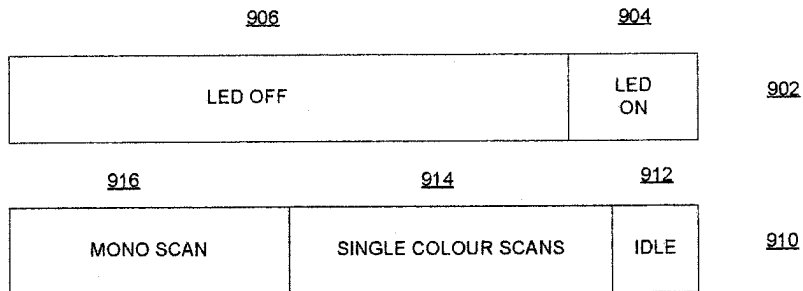 906 904
LED OFF
LED
ON
902
916 914 912
MONO SCAN SINGLE COLOUR SCANS IDLE 910